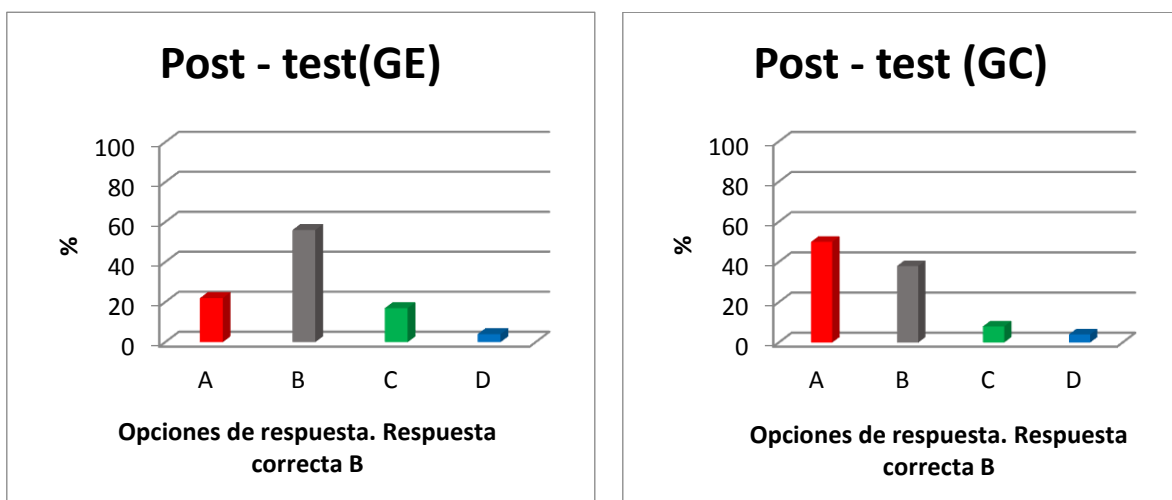 Post - test(GE)
100
80
60
40
20
0
%
A B C D
Opciones de respuesta. Respuesta
correcta B
Post - test (GC)
100
80
60
40
20
0
%
A B C D
Opciones de respuesta. Respuesta
correcta B